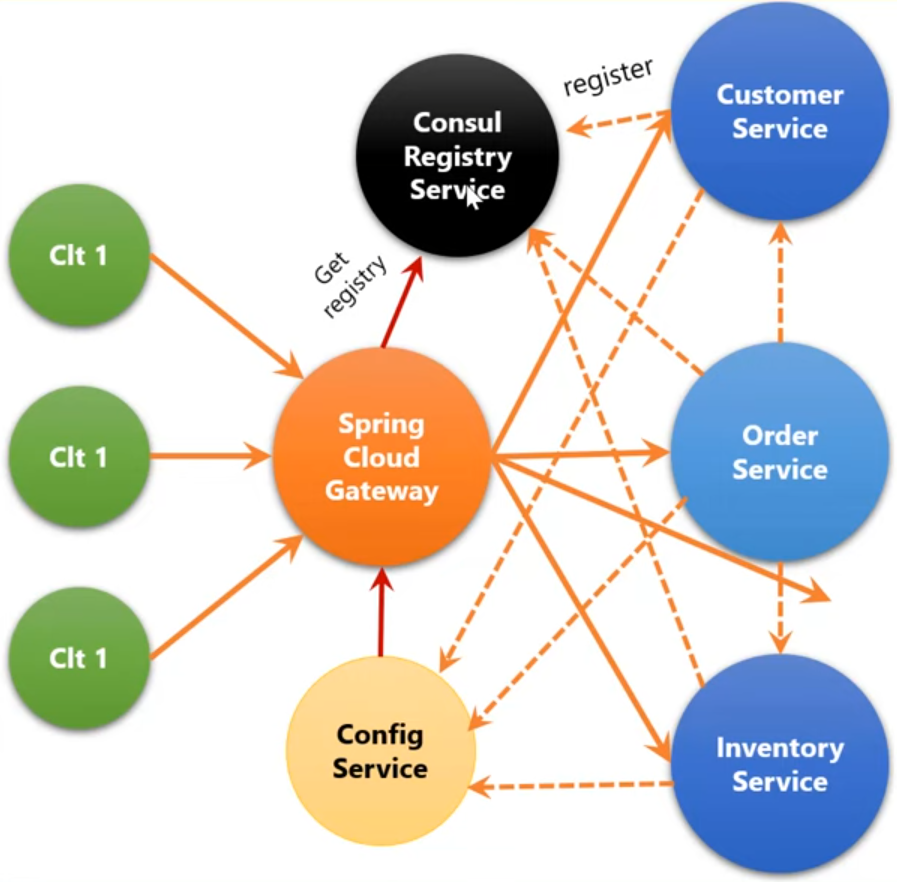 register
Customer
Service
Consul
Registry
Service
Clt 1
Get
registry
Spring
Cloud
Gateway
Clt 1
Order
Service
Clt 1
Config
Service
Inventory
Service